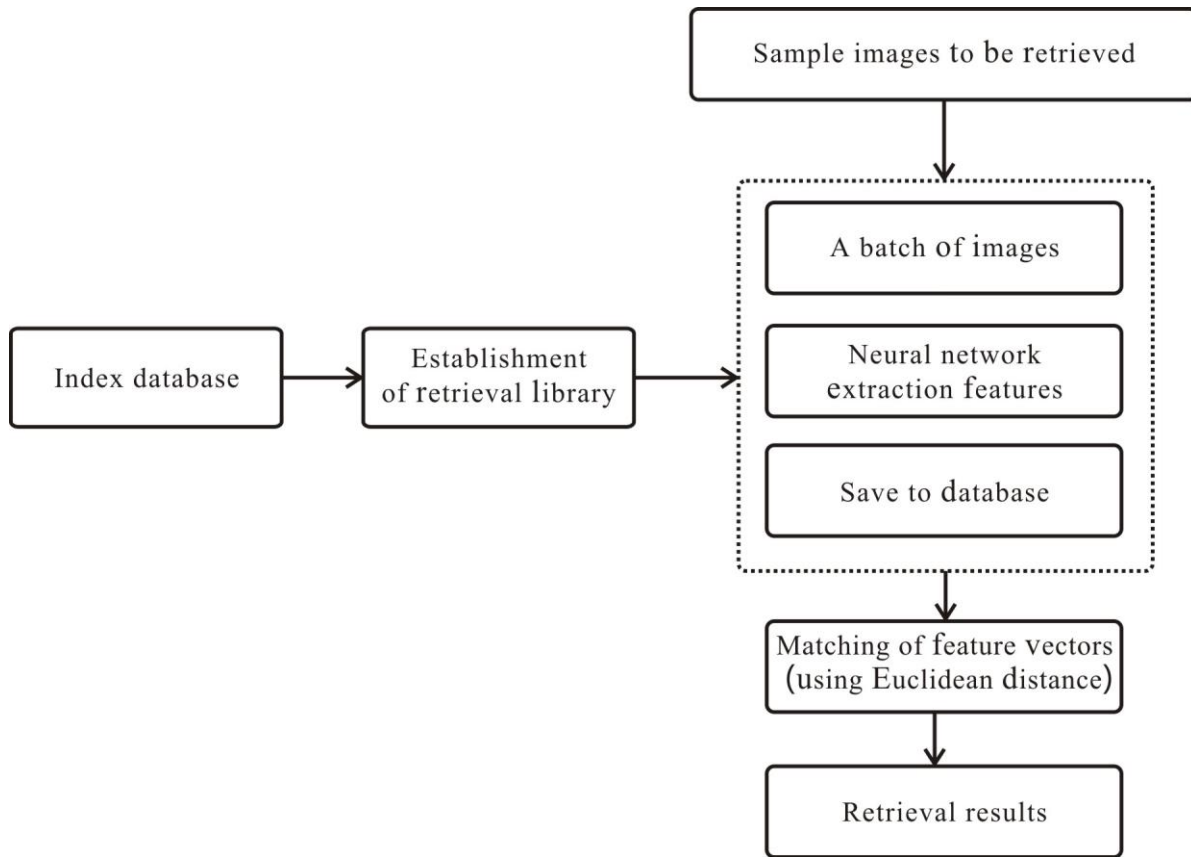 Sample images to be retrieved
A batch of images
Index database
Establishment
of retrieval library
Neural network
extraction features
Save to database
Matching of feature vectors
(using Euclidean distance)
Retrieval results